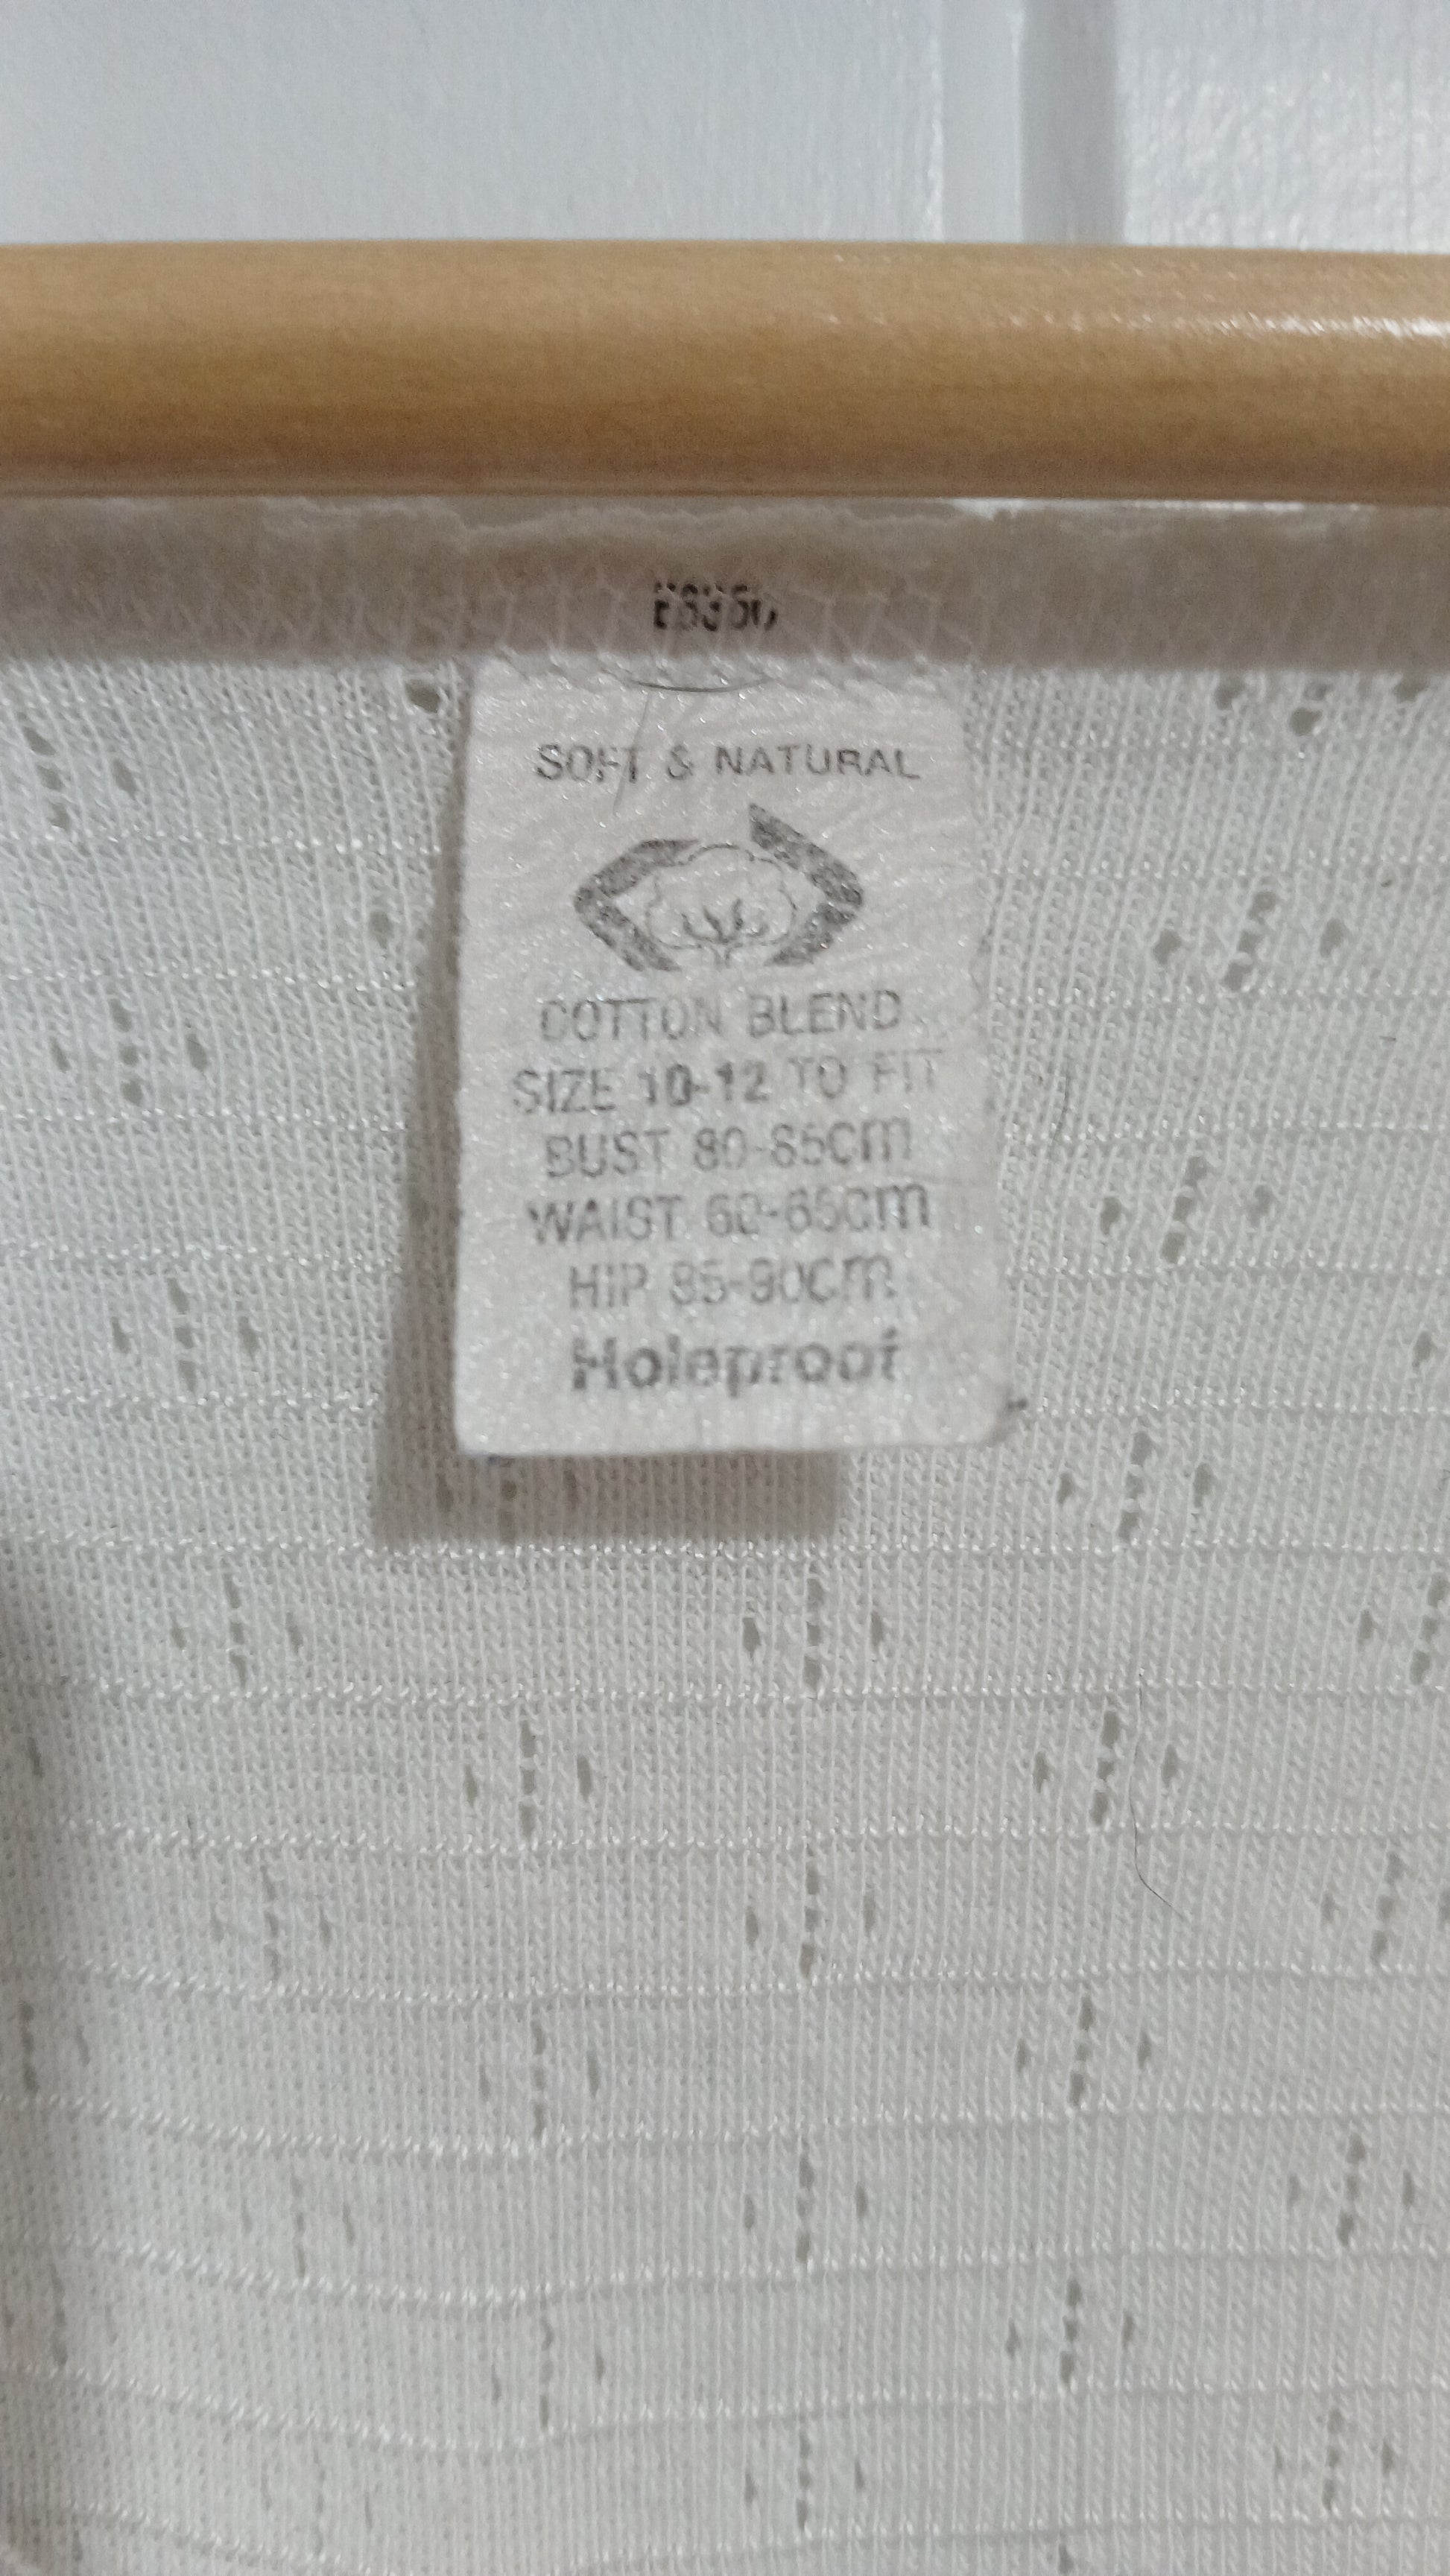 SOFT & NATURAL
COTTON BLEND
SIZE 10-12 TO FIT
BUST 80-85cm
WAIST 60-65cm
HIP 85-90cm
Holeproof